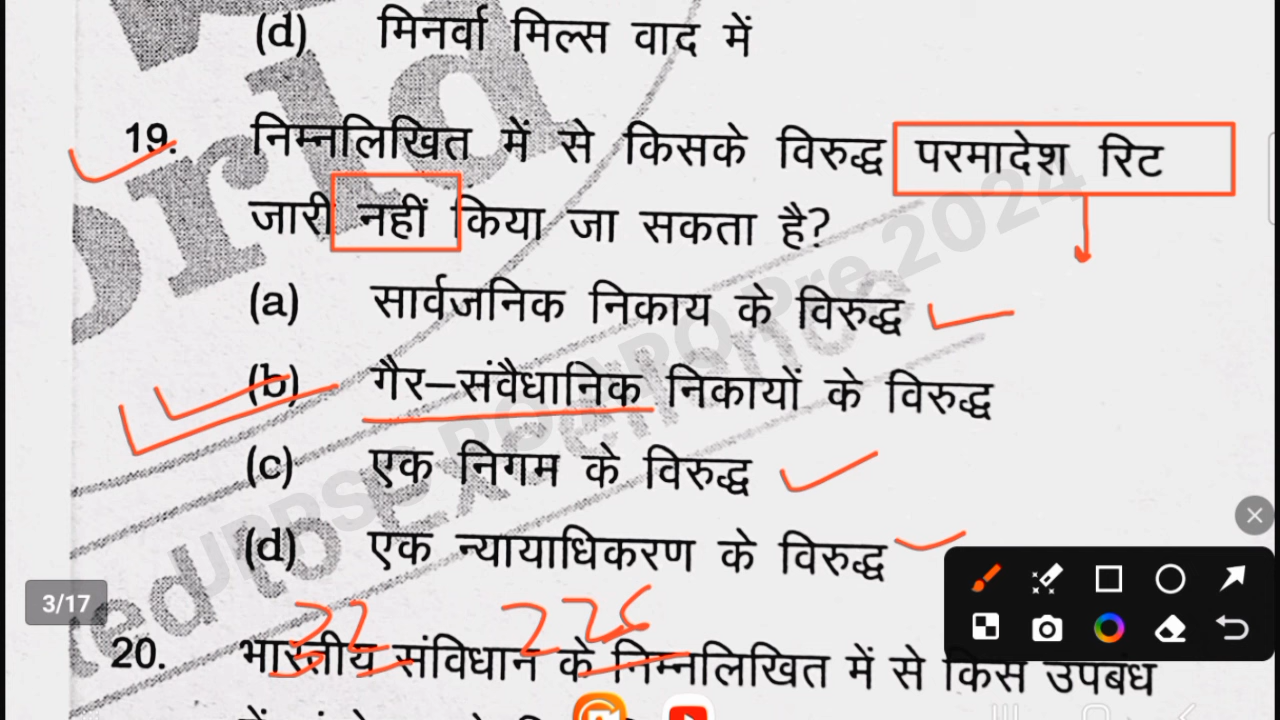 (d) मिनर्वा मिल्स वाद में
19. निम्नलिखित में से किसके विरुद्ध परमादेश रिट
जारी नहीं किया जा सकता है?
(a) सार्वजनिक निकाय के विरुद्ध
(b) गैर–संवैधानिक निकायों के विरुद्ध
(c) एक निगम के विरुद्ध
(d) एक न्यायाधिकरण के विरुद्ध
32 226
3/17
20. भारतीय संविधान के निम्नलिखित में से किस उपबंध